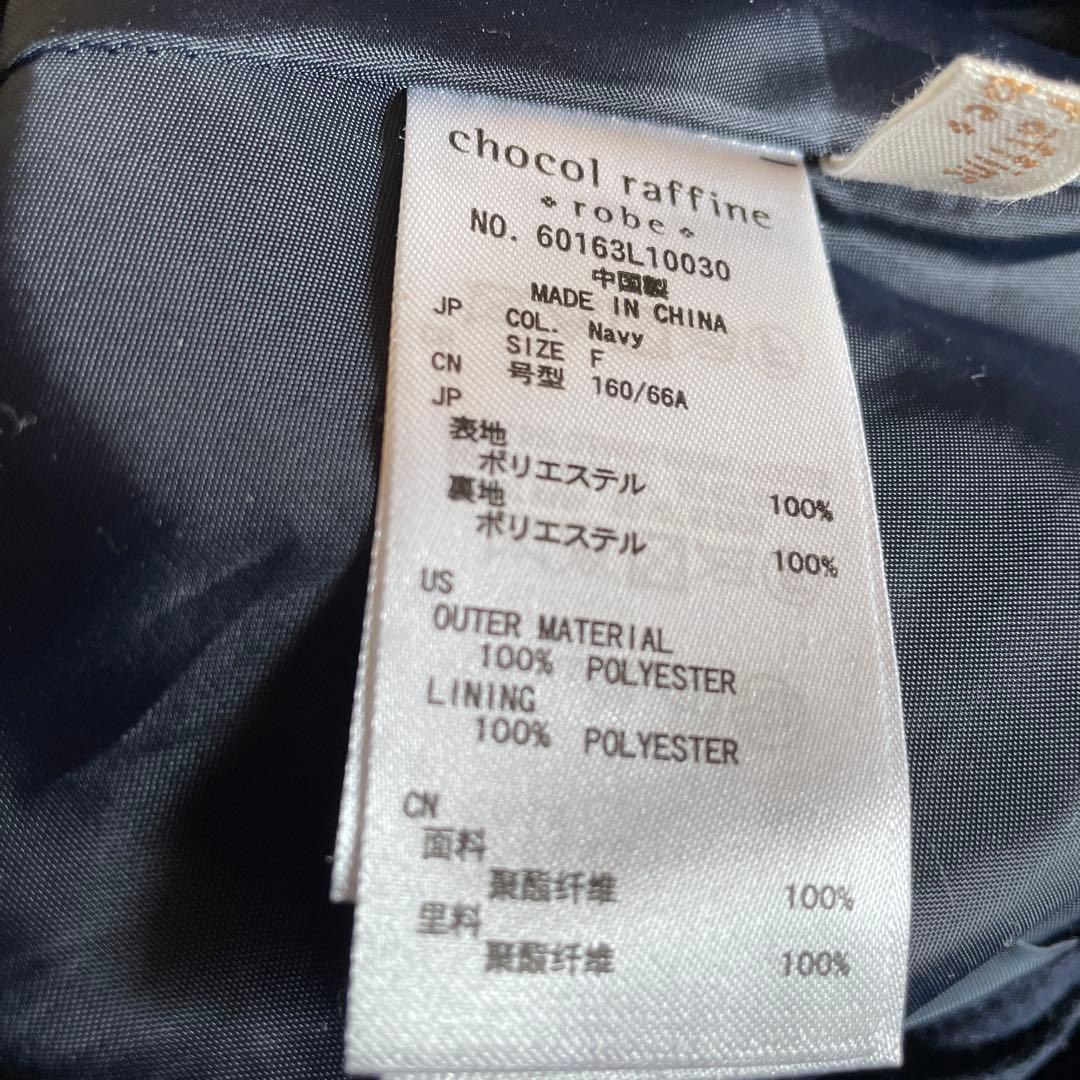 chocol raffine
robe
NO. 60163L10030
中国製
MADE IN CHINA
JP COL. Navy
SIZE F
CN 号型 160/66A
JP
表地
ポリエステル 100%
裏地
ポリエステル 100%
US
OUTER MATERIAL
100% POLYESTER
LINING
100% POLYESTER
CN
面料
聚酯纤维 100%
里料
聚酯纤维 100%